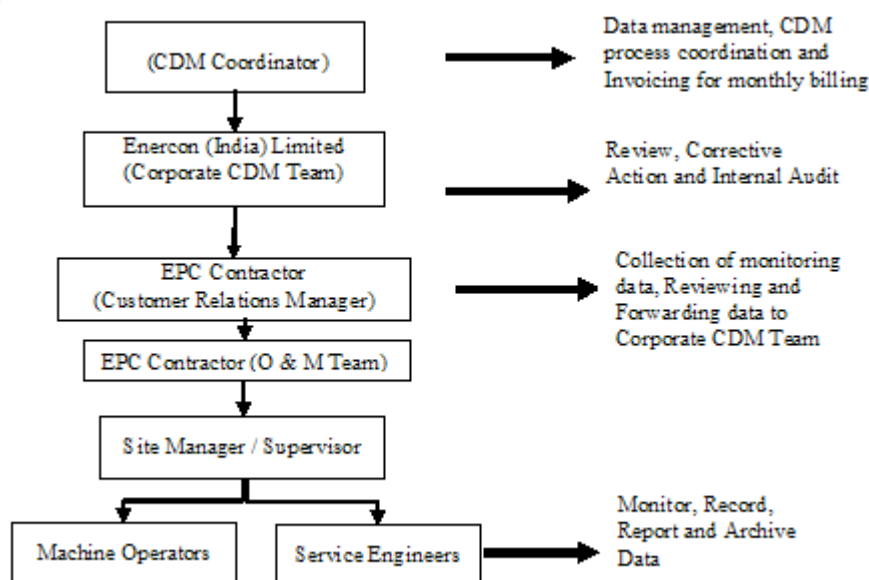 (CDM Coordinator)
Data management, CDM
process coordination and
Invoicing for monthly billing
Enercon (India) Limited
(Corporate CDM Team)
Review, Corrective
Action and Internal Audit
EPC Contractor
(Customer Relations Manager)
Collection of monitoring
data, Reviewing and
Forwarding data to
Corporate CDM Team
EPC Contractor (O & M Team)
Site Manager / Supervisor
Machine Operators
Service Engineers
Monitor, Record,
Report and Archive
Data